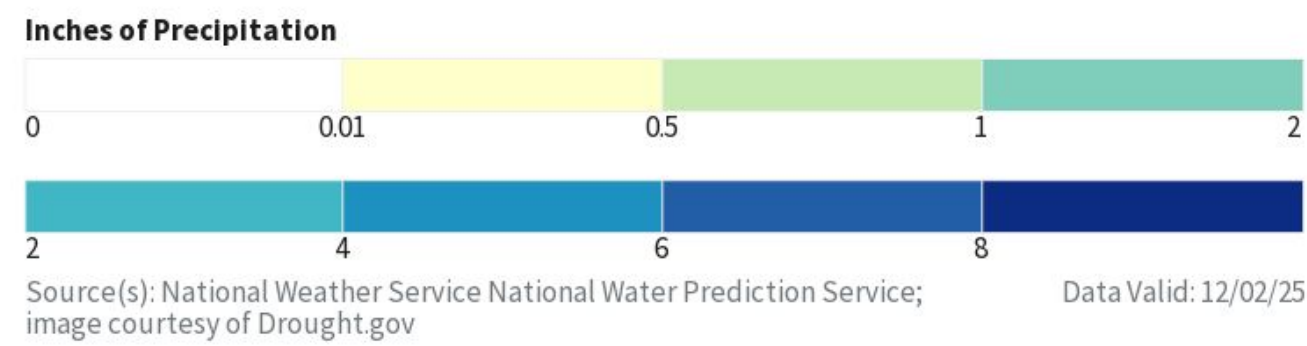 Inches of Precipitation
0 0.01 0.5 1 2
2 4 6 8
Source(s): National Weather Service National Water Prediction Service; Data Valid: 12/02/25
image courtesy of Drought.gov